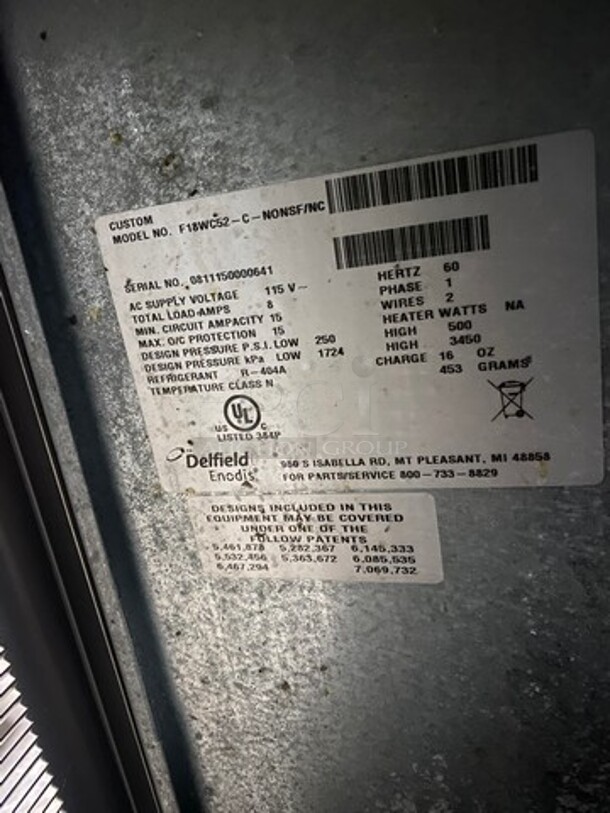 CUSTOM
MODEL NO. F18WC52-C-NONSF/NC
SERIAL NO. 0811150000641
AC SUPPLY VOLTAGE 115 V~ HERTZ 60
TOTAL LOAD AMPS 8 PHASE 1
MIN. CIRCUIT AMPACITY 15 WIRES 2
MAX. O/C PROTECTION 15 HEATER WATTS NA
DESIGN PRESSURE P.S.I. LOW 250 HIGH 500
DESIGN PRESSURE kPa LOW 1724 HIGH 3450
REFRIGERANT R-404A CHARGE 16 OZ
TEMPERATURE CLASS N 453 GRAMS
UL
US C
LISTED 384P
GROUP
Delfield 980 S ISABELLA RD, MT PLEASANT, MI 48858
Enodis FOR PARTS/SERVICE 800-733-8829
DESIGNS INCLUDED IN THIS
EQUIPMENT MAY BE COVERED
UNDER ONE OF THE
FOLLOW PATENTS
5,461,878 5,282,367 6,145,333
5,532,456 5,363,672 6,085,535
6,467,294 7,069,732